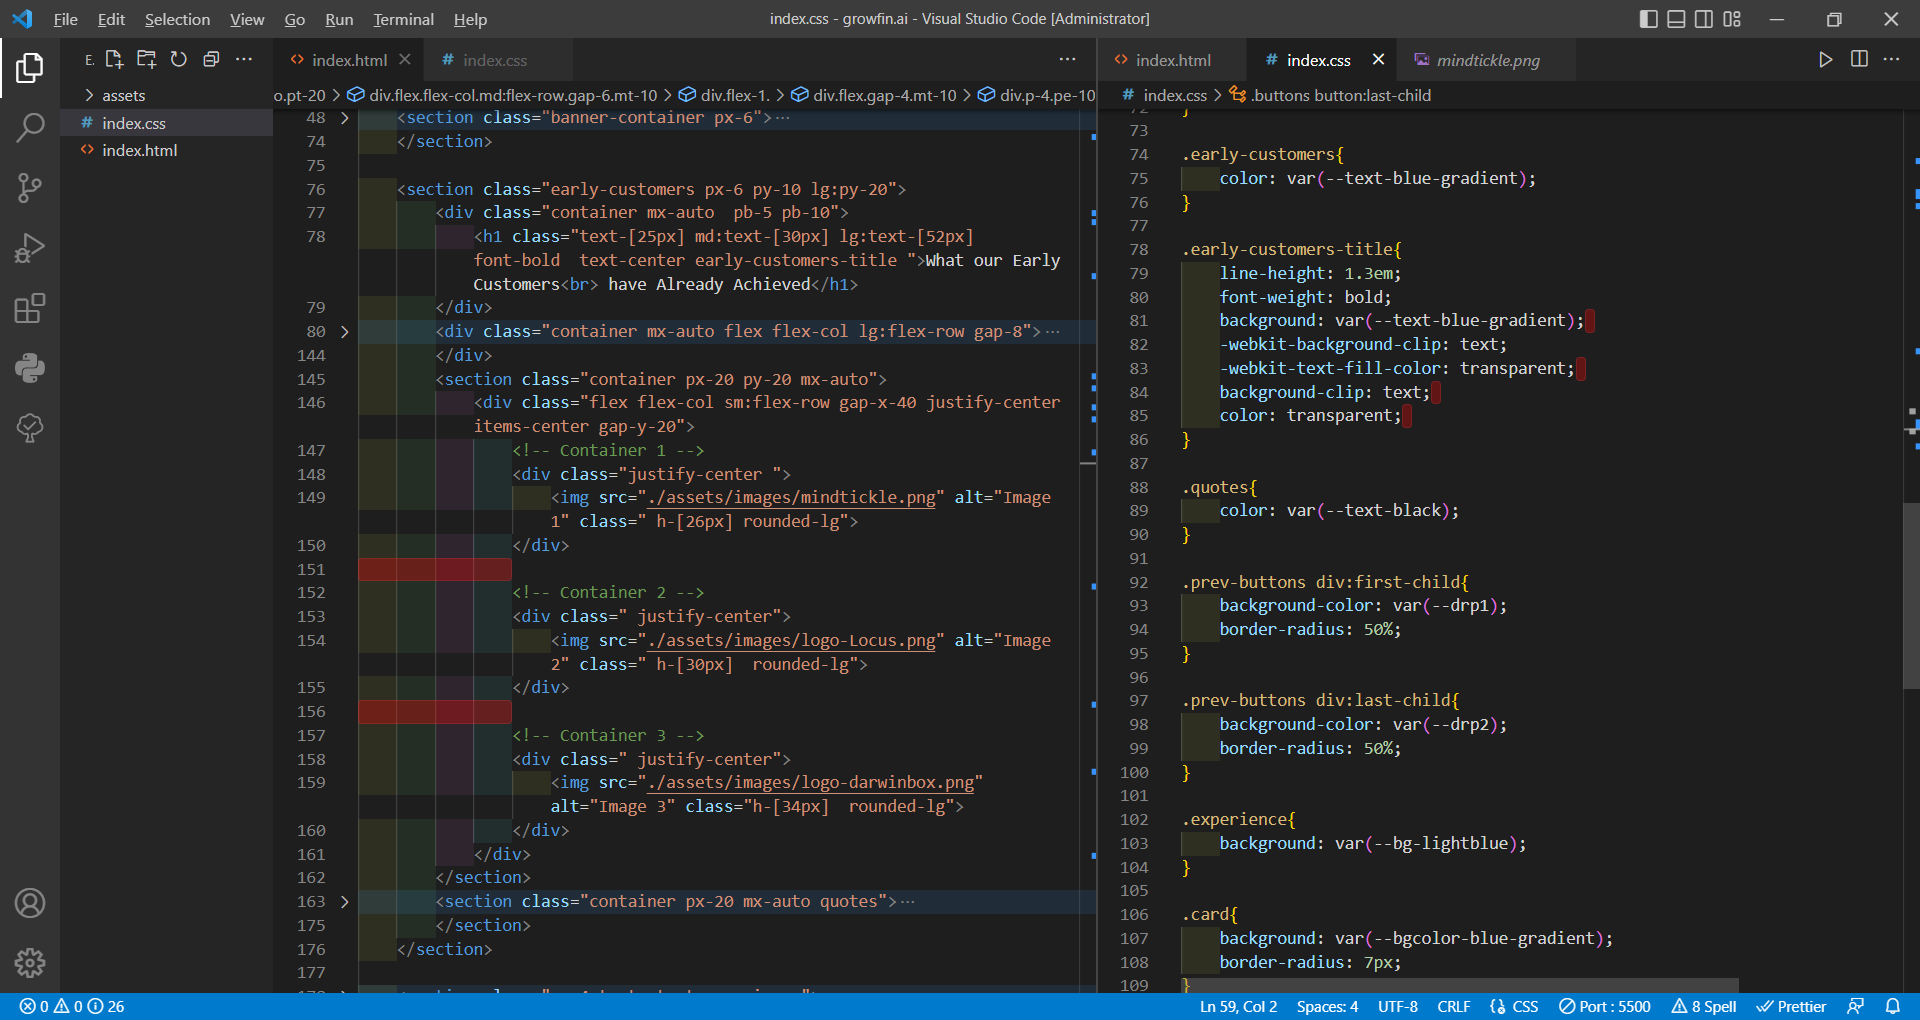 File Edit Selection View Go Run Terminal Help
index.css - growfin.ai - Visual Studio Code [Administrator]
E.
assets
# index.css
<> index.html
<> index.html
# index.css
o.pt-20 > div.flex.flex-col.md:flex-row.gap-6.mt-10 > div.flex-1. > div.flex.gap-4.mt-10 > div.p-4.pe-10
48 <section class="banner-container px-6">…
74 </section>
75
76 <section class="early-customers px-6 py-10 lg:py-20">
77 <div class="container mx-auto  pb-5 pb-10">
78 <h1 class="text-[25px] md:text-[30px] lg:text-[52px]
font-bold  text-center early-customers-title ">What our Early
Customers<br> have Already Achieved</h1>
79 </div>
80 <div class="container mx-auto flex flex-col lg:flex-row gap-8">…
144 </div>
145 <section class="container px-20 py-20 mx-auto">
146 <div class="flex flex-col sm:flex-row gap-x-40 justify-center
items-center gap-y-20">
147 <!-- Container 1 -->
148 <div class="justify-center ">
149 <img src="./assets/images/mindtickle.png" alt="Image
1" class=" h-[26px] rounded-lg">
150 </div>
151
152 <!-- Container 2 -->
153 <div class=" justify-center">
154 <img src="./assets/images/logo-Locus.png" alt="Image
2" class=" h-[30px]  rounded-lg">
155 </div>
156
157 <!-- Container 3 -->
158 <div class=" justify-center">
159 <img src="./assets/images/logo-darwinbox.png"
alt="Image 3" class="h-[34px]  rounded-lg">
160 </div>
161 </div>
162 </section>
163 <section class="container px-20 mx-auto quotes">…
175 </section>
176 </section>
177
<> index.html
# index.css
mindtickle.png
# index.css > .buttons button:last-child
72 }
73
74 .early-customers{
75 color: var(--text-blue-gradient);
76 }
77
78 .early-customers-title{
79 line-height: 1.3em;
80 font-weight: bold;
81 background: var(--text-blue-gradient);
82 -webkit-background-clip: text;
83 -webkit-text-fill-color: transparent;
84 background-clip: text;
85 color: transparent;
86 }
87
88 .quotes{
89 color: var(--text-black);
90 }
91
92 .prev-buttons div:first-child{
93 background-color: var(--drp1);
94 border-radius: 50%;
95 }
96
97 .prev-buttons div:last-child{
98 background-color: var(--drp2);
99 border-radius: 50%;
100 }
101
102 .experience{
103 background: var(--bg-lightblue);
104 }
105
106 .card{
107 background: var(--bgcolor-blue-gradient);
108 border-radius: 7px;
109 }
0 0 26
Ln 59, Col 2 Spaces: 4 UTF-8 CRLF CSS Port : 5500 8 Spell Prettier